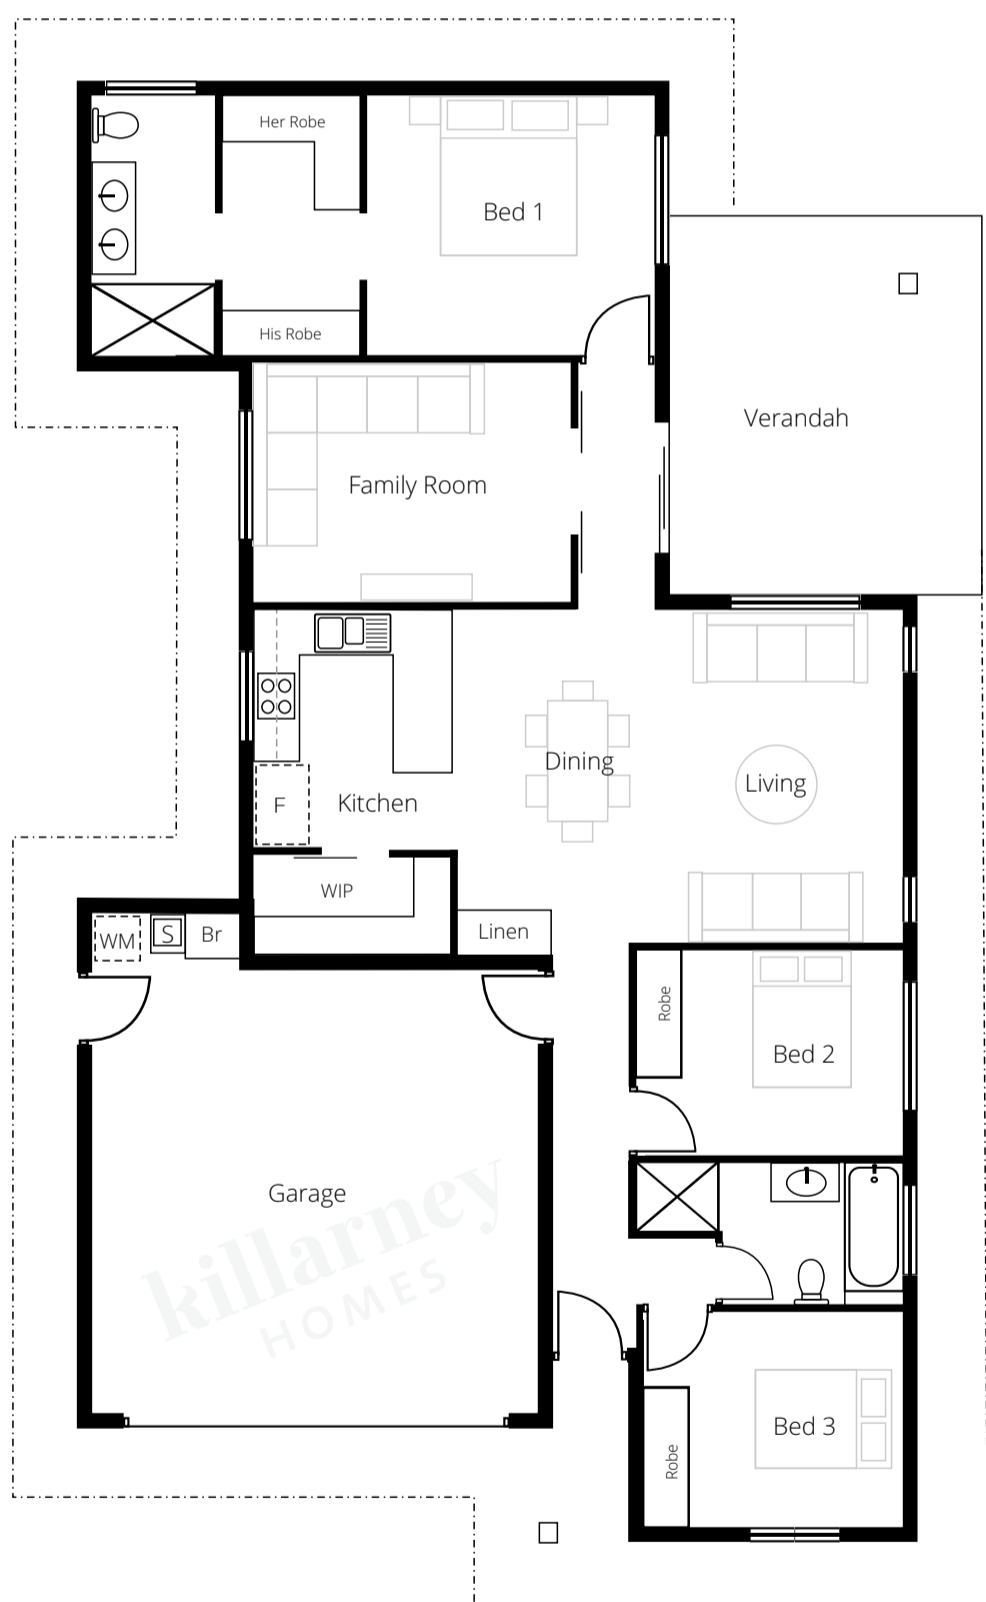 Her Robe
Bed 1
His Robe
Verandah
Family Room
Dining
Living
F
Kitchen
WIP
Linen
WM
S
Br
Robe
Bed 2
Garage
killarney
HOMES
Bed 3
Robe